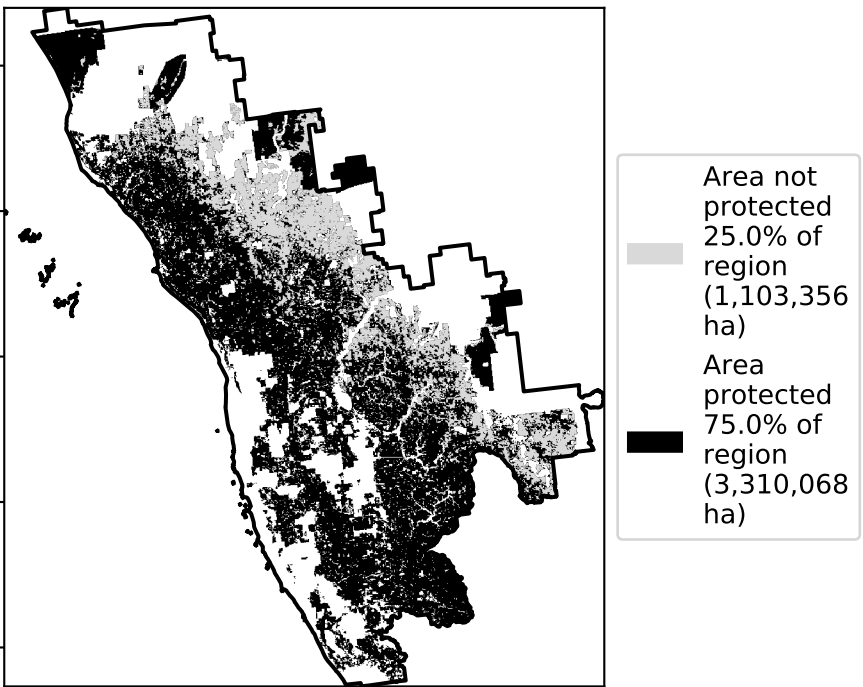 Area not
protected
25.0% of
region
(1,103,356
ha)
Area
protected
75.0% of
region
(3,310,068
ha)